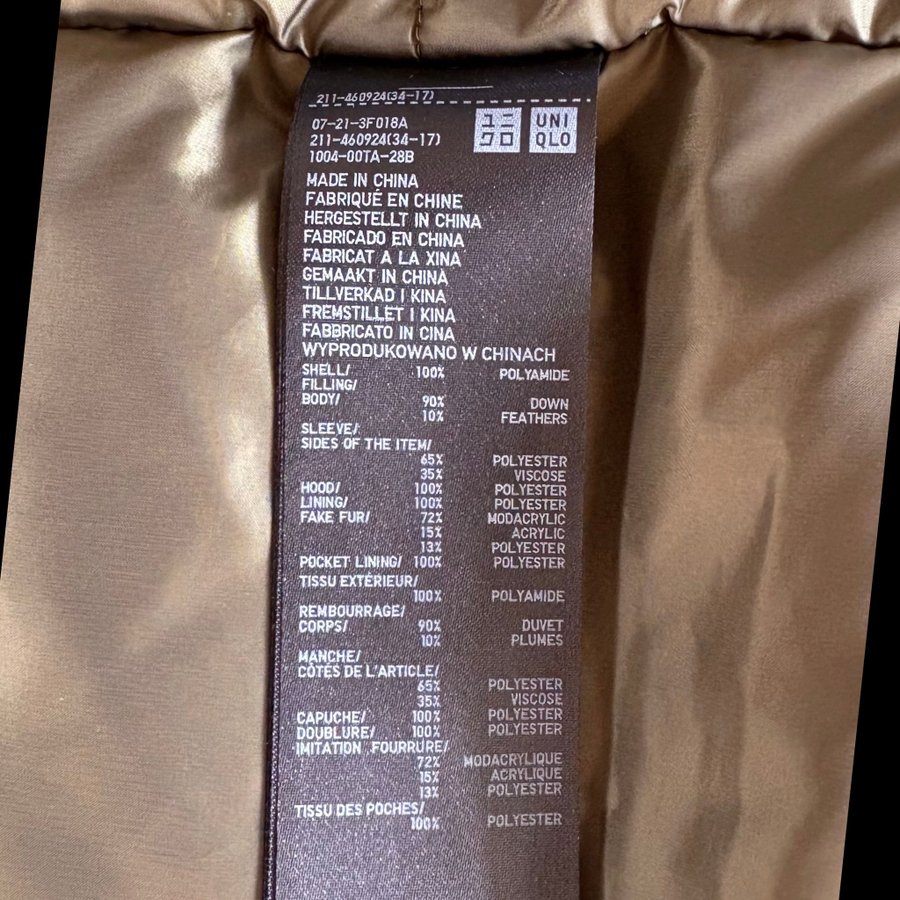 211-460924(34-17)
07-21-3F018A
211-460924(34-17)
1004-00TA-28B
ユニ
クロ
UNI
QLO
MADE IN CHINA
FABRIQUÉ EN CHINE
HERGESTELLT IN CHINA
FABRICADO EN CHINA
FABRICAT A LA XINA
GEMAAKT IN CHINA
TILLVERKAD I KINA
FREMSTILLET I KINA
FABBRICATO IN CINA
WYPRODUKOWANO W CHINACH
SHELL/ 100% POLYAMIDE
FILLING/
BODY/ 90% DOWN
10% FEATHERS
SLEEVE/
SIDES OF THE ITEM/
65% POLYESTER
35% VISCOSE
HOOD/ 100% POLYESTER
LINING/ 100% POLYESTER
FAKE FUR/ 72% MODACRYLIC
15% ACRYLIC
13% POLYESTER
POCKET LINING/ 100% POLYESTER
TISSU EXTÉRIEUR/
100% POLYAMIDE
REMBOURRAGE/
CORPS/ 90% DUVET
10% PLUMES
MANCHE/
CÔTÉS DE L'ARTICLE/
65% POLYESTER
35% VISCOSE
CAPUCHE/ 100% POLYESTER
DOUBLURE/ 100% POLYESTER
IMITATION FOURRURE/
72% MODACRYLIQUE
15% ACRYLIQUE
13% POLYESTER
TISSU DES POCHES/
100% POLYESTER